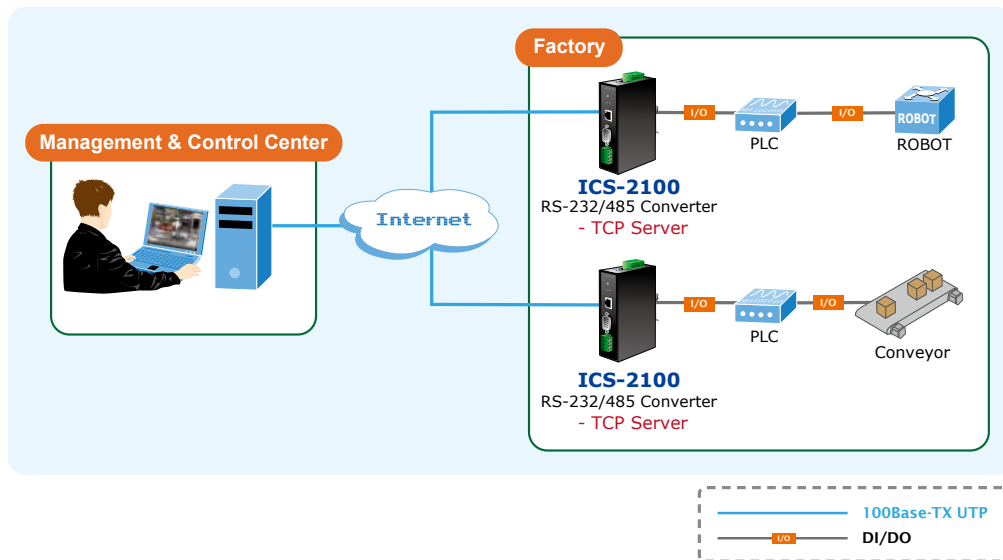 Factory
Management & Control Center
Internet
I/O
I/O
PLC
ROBOT
ROBOT
ICS-2100
RS-232/485 Converter
- TCP Server
I/O
I/O
PLC
Conveyor
ICS-2100
RS-232/485 Converter
- TCP Server
100Base-TX UTP
I/O
DI/DO